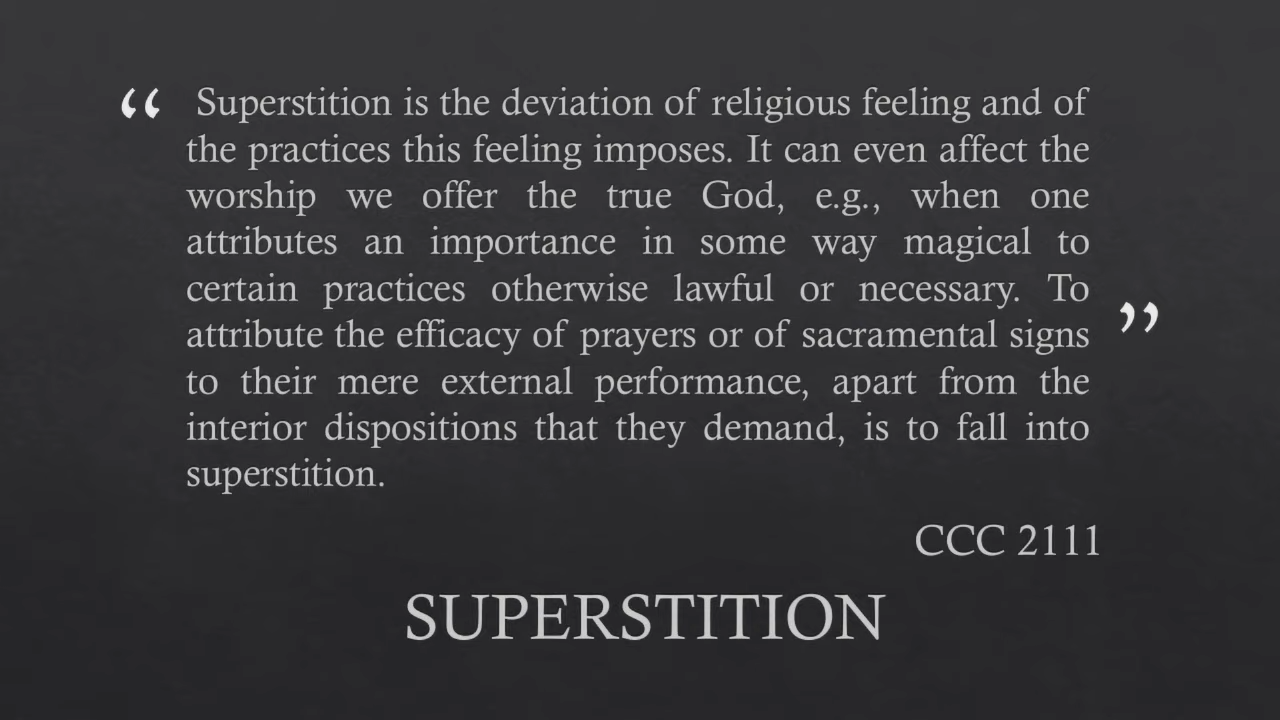 “ Superstition is the deviation of religious feeling and of
the practices this feeling imposes. It can even affect the
worship we offer the true God, e.g., when one
attributes an importance in some way magical to
certain practices otherwise lawful or necessary. To
attribute the efficacy of prayers or of sacramental signs ”
to their mere external performance, apart from the
interior dispositions that they demand, is to fall into
superstition.
CCC 2111
SUPERSTITION